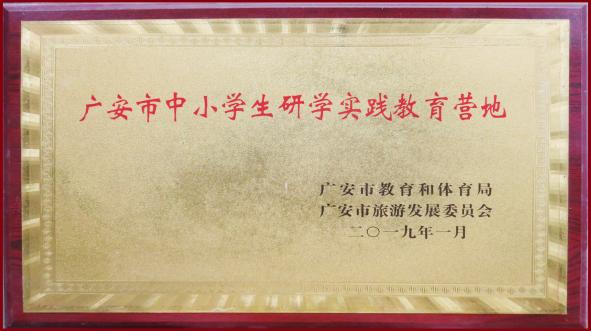 广安市中小学生研学实践教育营地
广安市教育和体育局
广安市旅游发展委员会
二〇一九年一月